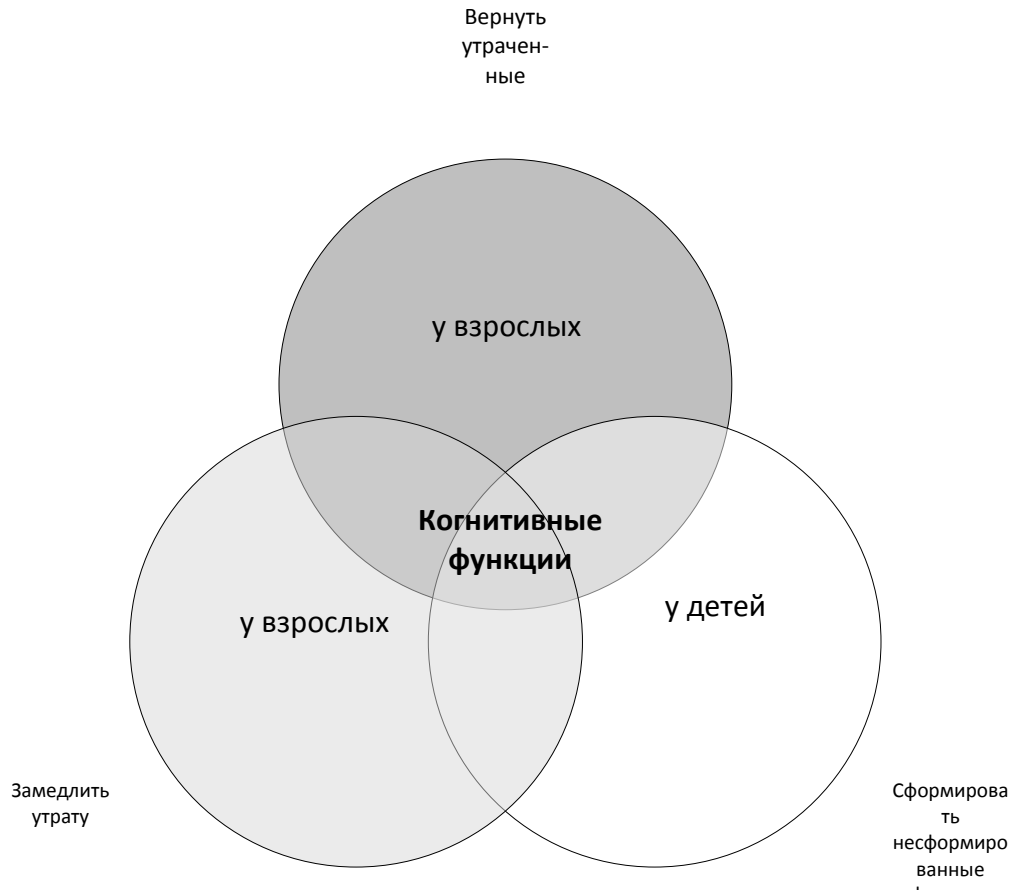 Вернуть
утрачен-
ные
у взрослых
Когнитивные
функции
у взрослых
у детей
Замедлить
утрату
Сформирова
ть
несформиро
ванные